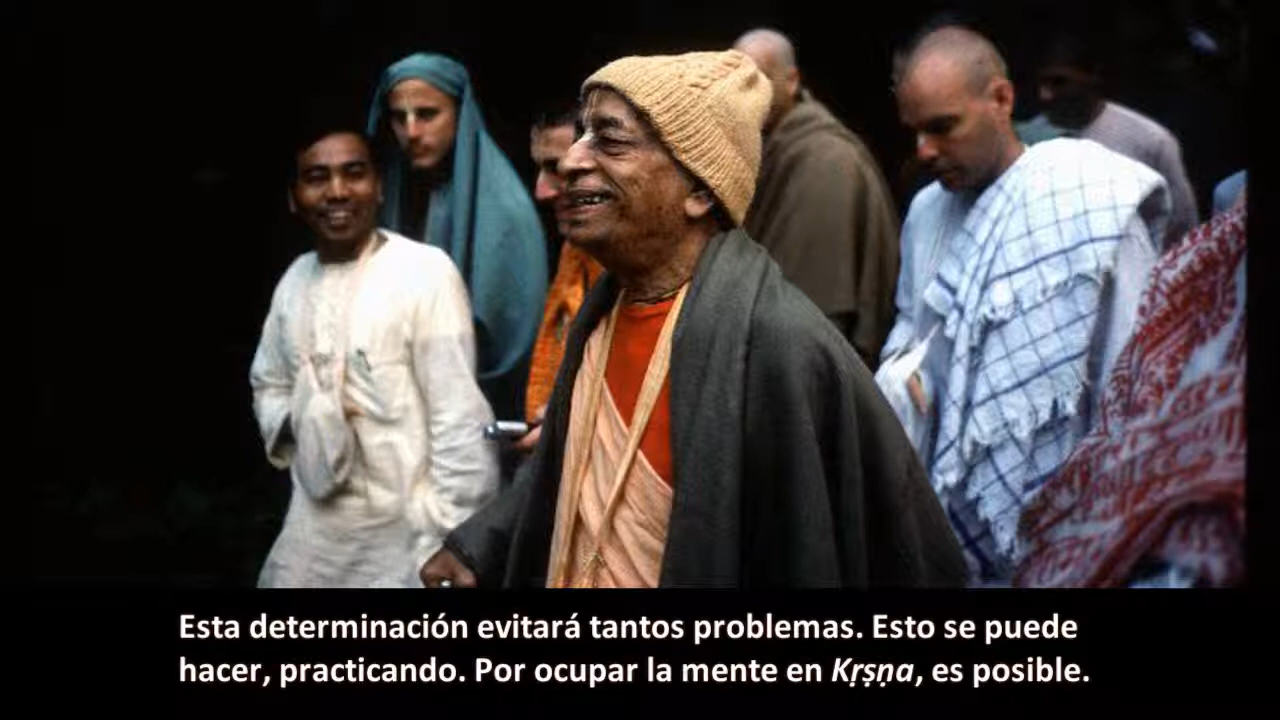 Esta determinación evitará tantos problemas. Esto se puede
hacer, practicando. Por ocupar la mente en Kṛṣṇa, es posible.